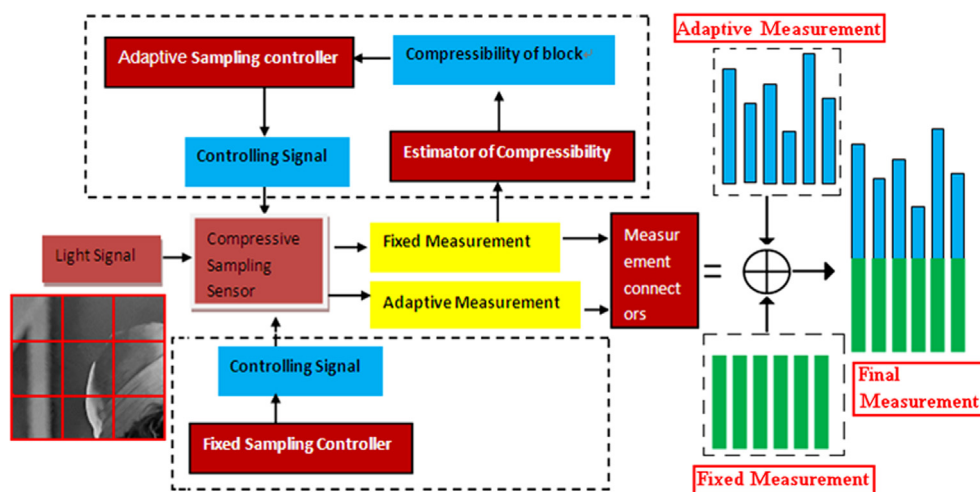 Adaptive Sampling controller
Compressibility of block
Adaptive Measurement
Controlling Signal
Estimator of Compressibility
Light Signal
Compressive
Sampling
Sensor
Fixed Measurement
Adaptive Measurement
Measur
ement
connect
ors
=
Controlling Signal
Fixed Sampling Controller
Final
Measurement
Fixed Measurement